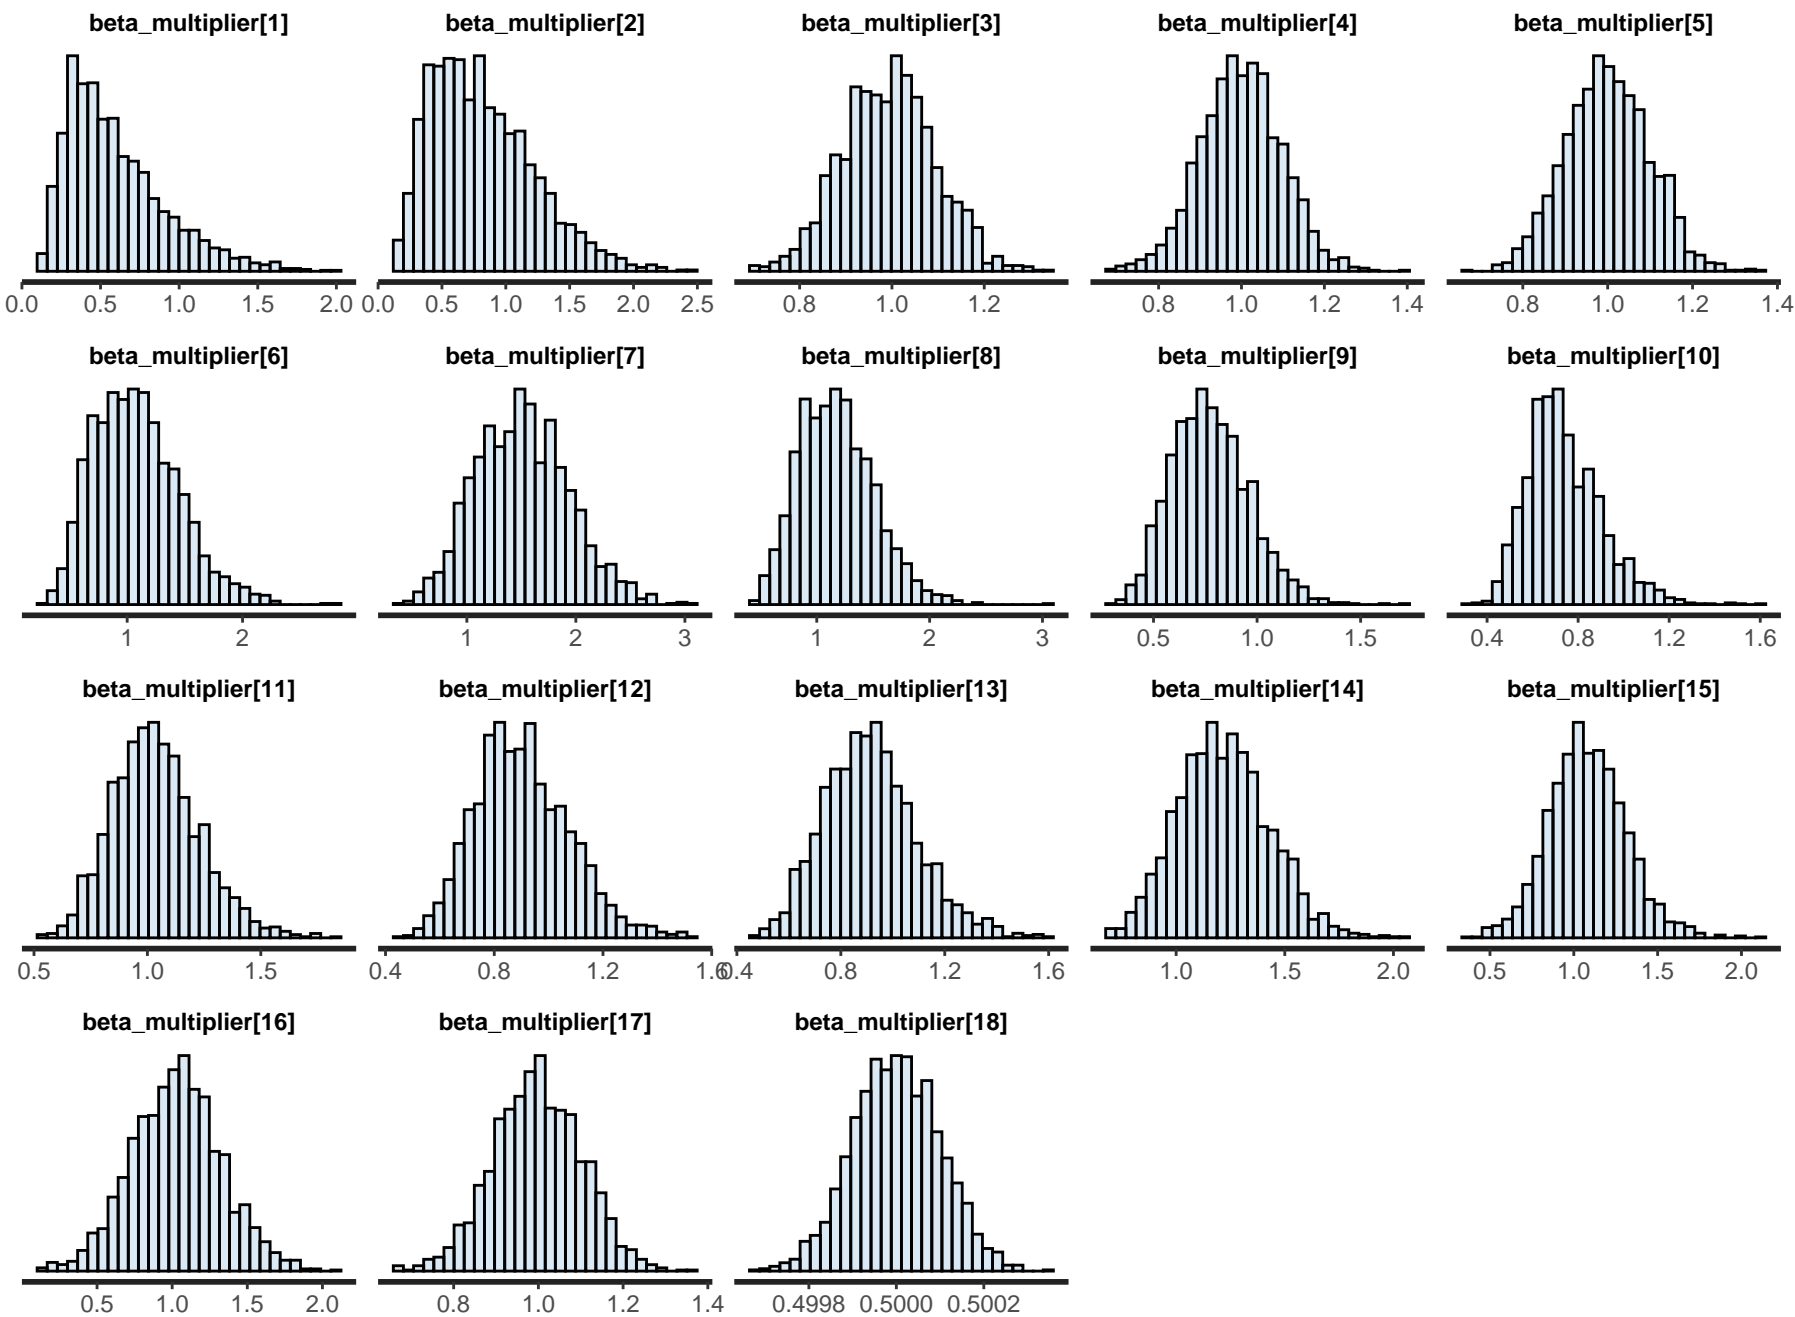 beta_multiplier[1] beta_multiplier[2] beta_multiplier[3] beta_multiplier[4] beta_multiplier[5]
0.0 0.5 1.0 1.5 2.0 0.0 0.5 1.0 1.5 2.0 2.5 0.8 1.0 1.2 0.8 1.0 1.2 1.4 0.8 1.0 1.2 1.4
beta_multiplier[6] beta_multiplier[7] beta_multiplier[8] beta_multiplier[9] beta_multiplier[10]
1 2 1 2 3 1 2 3 0.5 1.0 1.5 0.4 0.8 1.2 1.6
beta_multiplier[11] beta_multiplier[12] beta_multiplier[13] beta_multiplier[14] beta_multiplier[15]
0.5 1.0 1.5 0.4 0.8 1.2 1.6 0.4 0.8 1.2 1.6 1.0 1.5 2.0 0.5 1.0 1.5 2.0
beta_multiplier[16] beta_multiplier[17] beta_multiplier[18]
0.5 1.0 1.5 2.0 0.8 1.0 1.2 1.4 0.4998 0.5000 0.5002